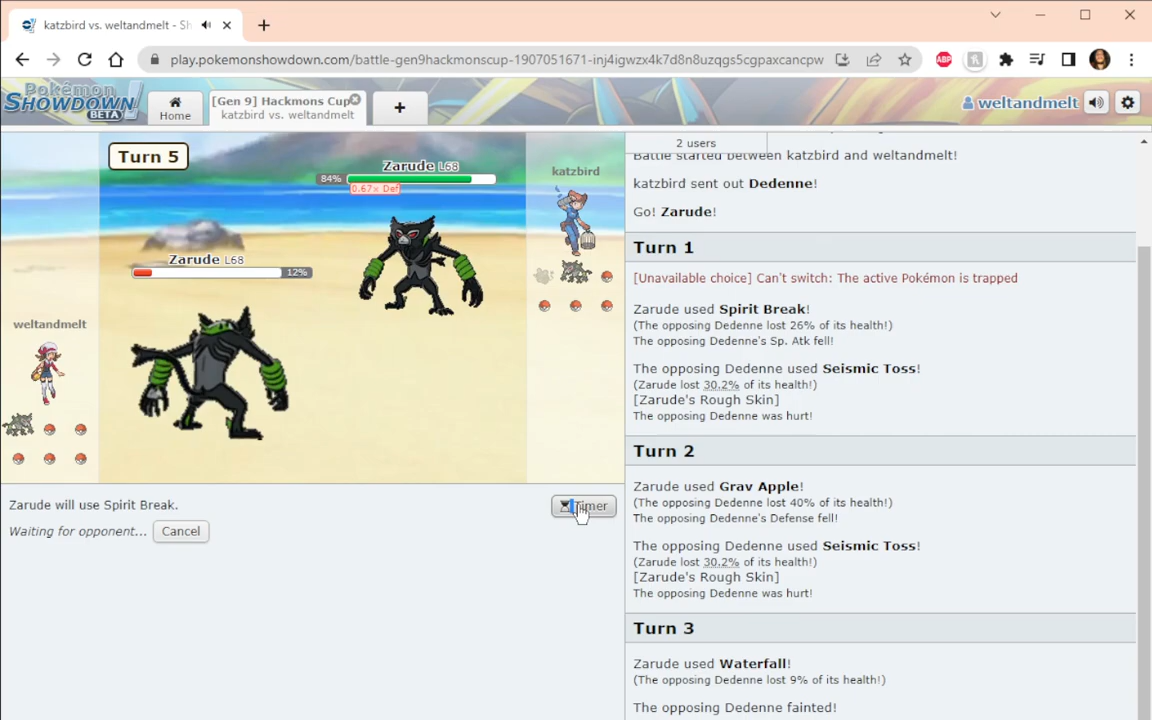 katzbird vs. weltandmelt - Sh
play.pokemonshowdown.com/battle-gen9hackmonscup-1907051671-inj4igwzx4k7d8n8uzqgs5cgpaxcancpw
ABP
Pokémon
SHOWDOWN
BETA
Home
[Gen 9] Hackmons Cup
katzbird vs. weltandmelt
+
weltandmelt
Turn 5
Zarude L68
84%
0.67× Def
katzbird
Zarude L68
12%
weltandmelt
Zarude will use Spirit Break.
Timer
Waiting for opponent... Cancel
2 users
Battle started between katzbird and weltandmelt!
katzbird sent out Dedenne!
Go! Zarude!
Turn 1
[Unavailable choice] Can't switch: The active Pokémon is trapped
Zarude used Spirit Break!
(The opposing Dedenne lost 26% of its health!)
The opposing Dedenne's Sp. Atk fell!
The opposing Dedenne used Seismic Toss!
(Zarude lost 30.2% of its health!)
[Zarude's Rough Skin]
The opposing Dedenne was hurt!
Turn 2
Zarude used Grav Apple!
(The opposing Dedenne lost 40% of its health!)
The opposing Dedenne's Defense fell!
The opposing Dedenne used Seismic Toss!
(Zarude lost 30.2% of its health!)
[Zarude's Rough Skin]
The opposing Dedenne was hurt!
Turn 3
Zarude used Waterfall!
(The opposing Dedenne lost 9% of its health!)
The opposing Dedenne fainted!